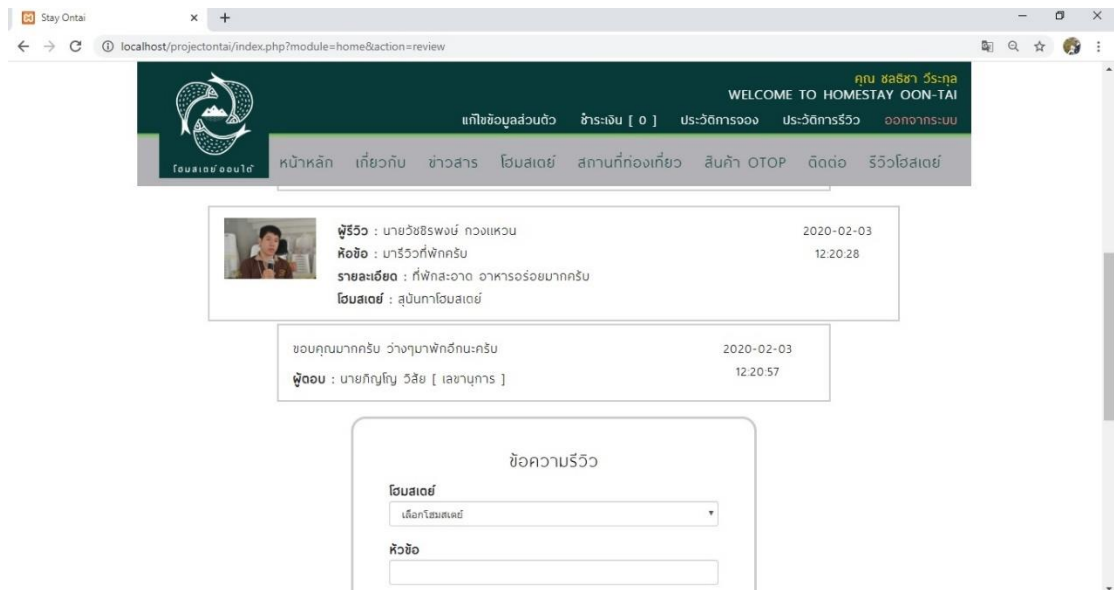 Stay Ontai
localhost/projectontai/index.php?module=home&action=review
คุณ ชลธิชา วีระกุล
WELCOME TO HOMESTAY OON-TAI
แก้ไขข้อมูลส่วนตัว ชำระเงิน [ 0 ] ประวัติการจอง ประวัติการรีวิว ออกจากระบบ
โฮมสเตย์ออนใต้
หน้าหลัก เกี่ยวกับ ข่าวสาร โฮมสเตย์ สถานที่ท่องเที่ยว สินค้า OTOP ติดต่อ รีวิวโฮสเตย์
ผู้รีวิว : นายวัชชิรพงษ์ กวงแหวน 2020-02-03
ห้อข้อ : มารีวิวที่พักครับ 12:20:28
รายละเอียด : ที่พักสะอาด อาหารอร่อยมากครับ
โฮมสเตย์ : สุนันทาโฮมสเตย์
ขอบคุณมากครับ ว่างๆมาพักอีกนะครับ 2020-02-03
ผู้ตอบ : นายภิญโญ วิสัย [ เลขานุการ ] 12:20:57
ข้อความรีวิว
โฮมสเตย์
เลือกโฮมสเตย์
หัวข้อ